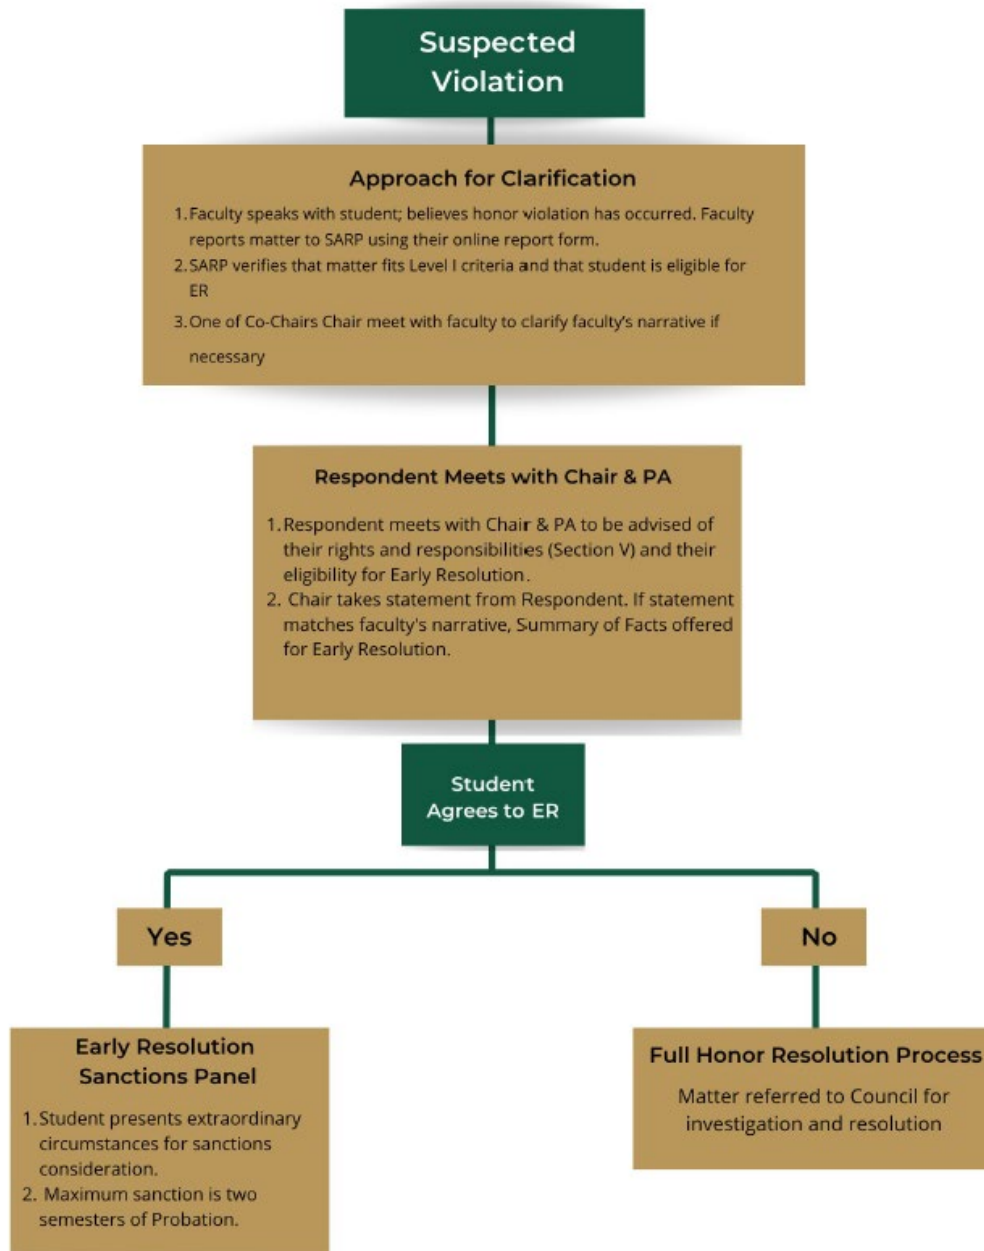 Suspected
Violation
Approach for Clarification
1. Faculty speaks with student; believes honor violation has occurred. Faculty
reports matter to SARP using their online report form.
2. SARP verifies that matter fits Level I criteria and that student is eligible for
ER
3. One of Co-Chairs Chair meet with faculty to clarify faculty's narrative if
necessary
Respondent Meets with Chair & PA
1. Respondent meets with Chair & PA to be advised of
their rights and responsibilities (Section V) and their
eligibility for Early Resolution.
2. Chair takes statement from Respondent. If statement
matches faculty's narrative, Summary of Facts offered
for Early Resolution.
Student
Agrees to ER
Yes
No
Early Resolution
Sanctions Panel
1. Student presents extraordinary
circumstances for sanctions
consideration.
2. Maximum sanction is two
semesters of Probation.
Full Honor Resolution Process
Matter referred to Council for
investigation and resolution